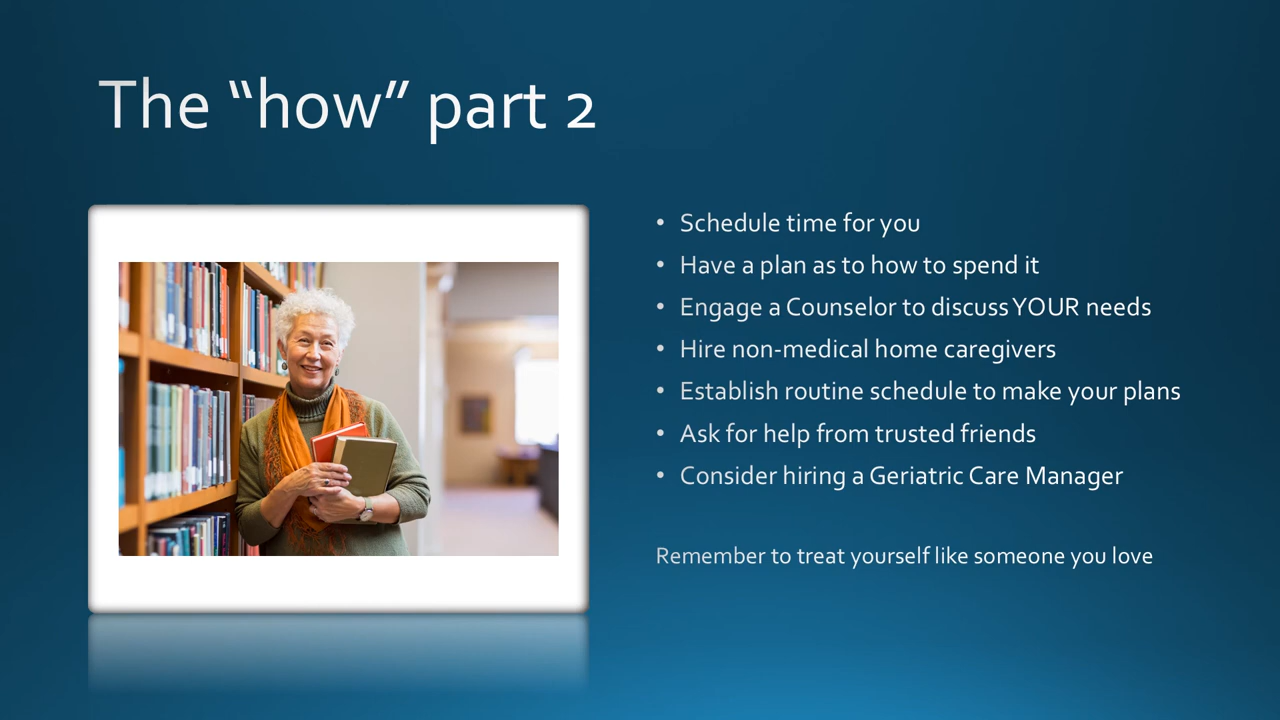 The “how” part 2
• Schedule time for you
• Have a plan as to how to spend it
• Engage a Counselor to discuss YOUR needs
• Hire non-medical home caregivers
• Establish routine schedule to make your plans
• Ask for help from trusted friends
• Consider hiring a Geriatric Care Manager
Remember to treat yourself like someone you love